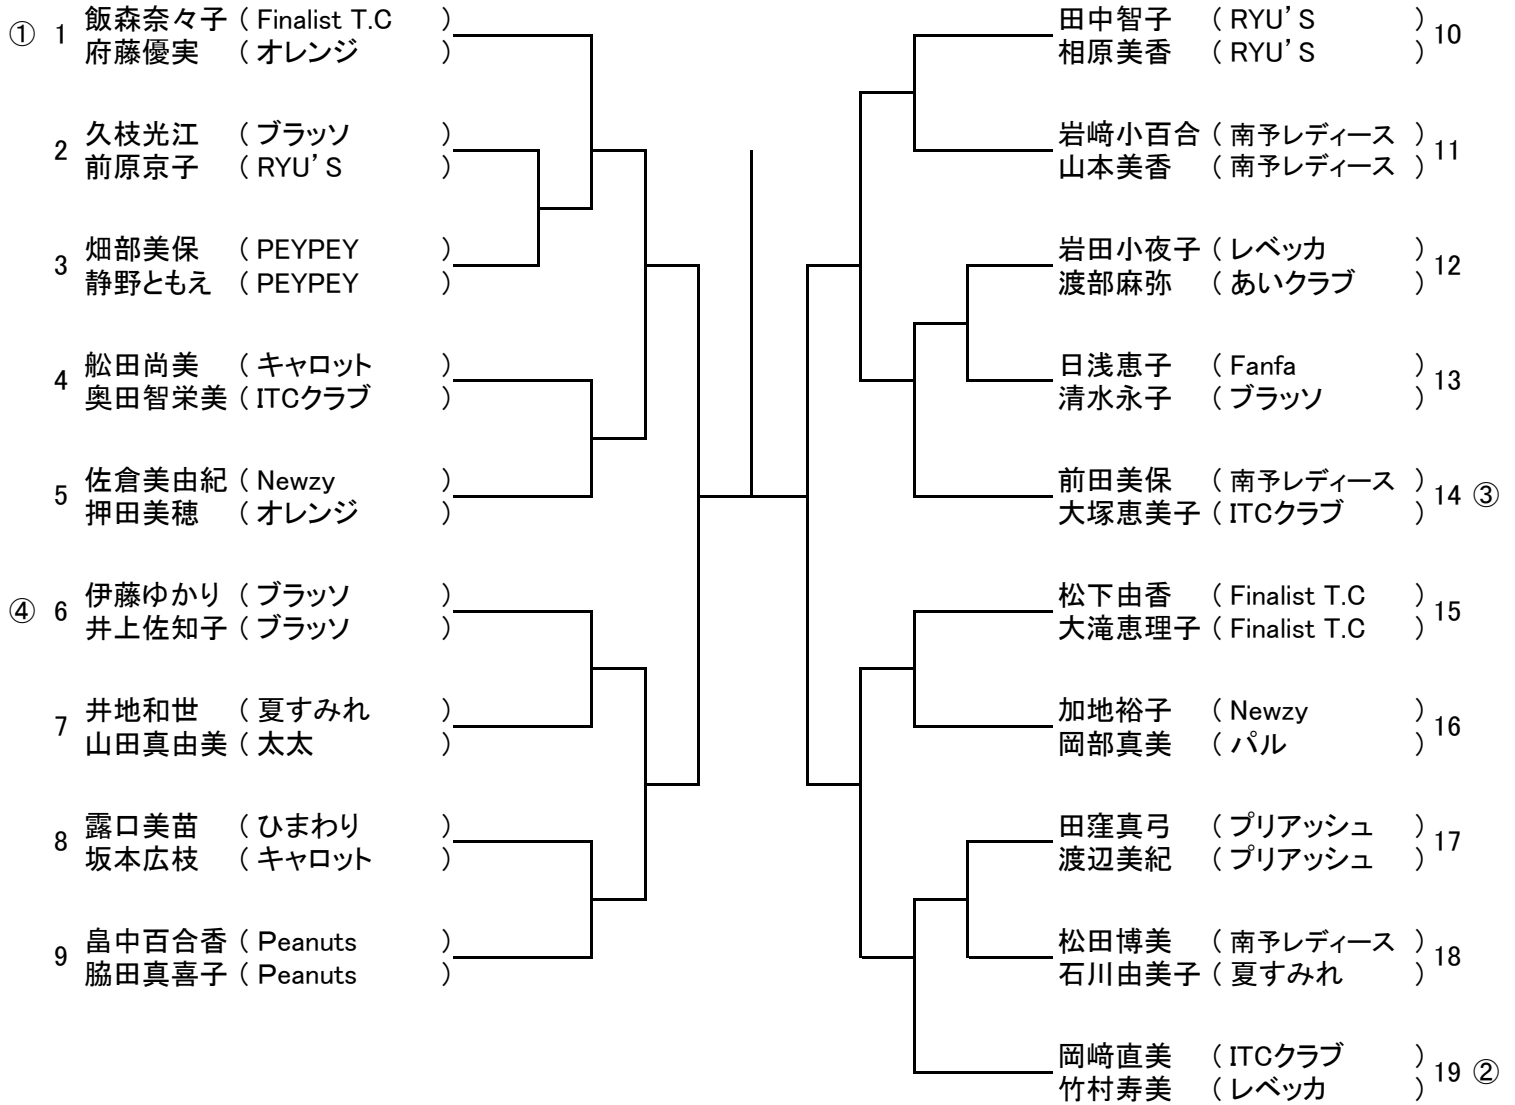 ① 1 飯森奈々子 ( Finalist T.C )
府藤優実 ( オレンジ )
2 久枝光江 ( ブラッソ )
前原京子 ( RYU'S )
3 畑部美保 ( PEYPEY )
静野ともえ ( PEYPEY )
4 舩田尚美 ( キャロット )
奥田智栄美 ( ITCクラブ )
5 佐倉美由紀 ( Newzy )
押田美穂 ( オレンジ )
④ 6 伊藤ゆかり ( ブラッソ )
井上佐知子 ( ブラッソ )
7 井地和世 ( 夏すみれ )
山田真由美 ( 太太 )
8 露口美苗 ( ひまわり )
坂本広枝 ( キャロット )
9 畠中百合香 ( Peanuts )
脇田真喜子 ( Peanuts )
田中智子 ( RYU'S ) 10
相原美香 ( RYU'S )
岩﨑小百合 ( 南予レディース ) 11
山本美香 ( 南予レディース )
岩田小夜子 ( レベッカ ) 12
渡部麻弥 ( あいクラブ )
日浅恵子 ( Fanfa ) 13
清水永子 ( ブラッソ )
前田美保 ( 南予レディース ) 14 ③
大塚恵美子 ( ITCクラブ )
松下由香 ( Finalist T.C ) 15
大滝恵理子 ( Finalist T.C )
加地裕子 ( Newzy ) 16
岡部真美 ( パル )
田窪真弓 ( プリアッシュ ) 17
渡辺美紀 ( プリアッシュ )
松田博美 ( 南予レディース ) 18
石川由美子 ( 夏すみれ )
岡﨑直美 ( ITCクラブ ) 19 ②
竹村寿美 ( レベッカ )